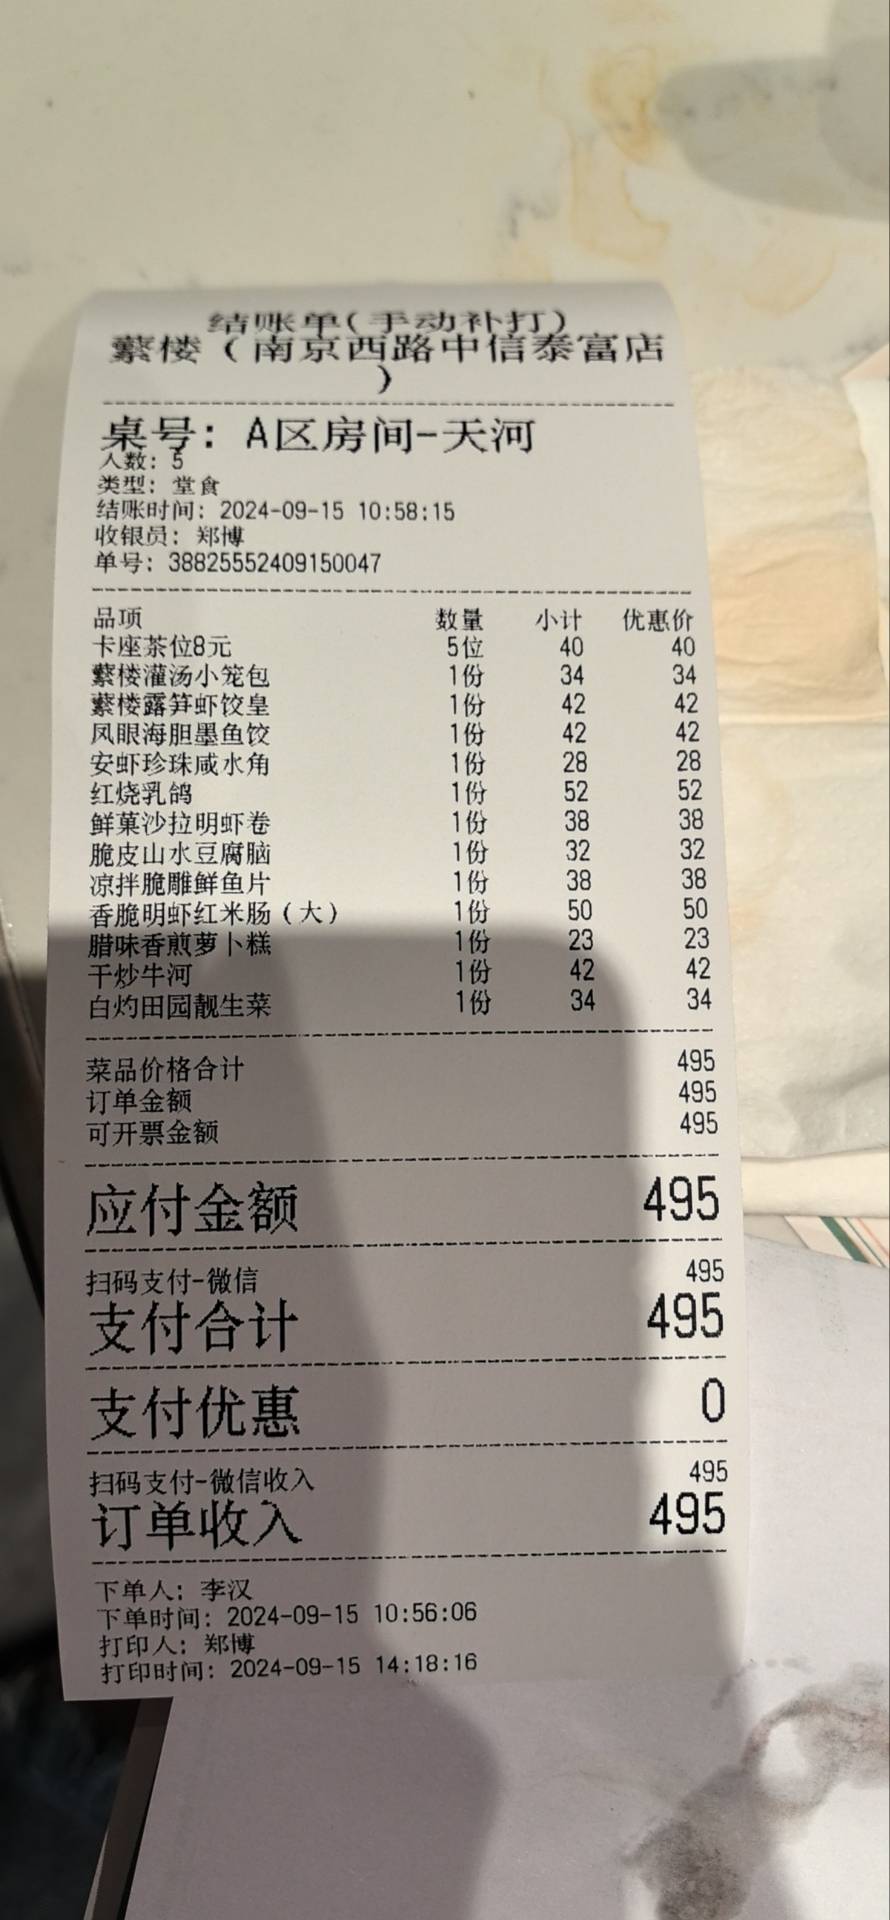 结账单(手动补打)
蘩楼（南京西路中信泰富店
）
桌号: A区房间-天河
人数: 5
类型: 堂食
结账时间: 2024-09-15 10:58:15
收银员: 郑博
单号: 38825552409150047
品项 数量 小计 优惠价
卡座茶位8元 5位 40 40
蘩楼灌汤小笼包 1份 34 34
蘩楼露笋虾饺皇 1份 42 42
凤眼海胆墨鱼饺 1份 42 42
安虾珍珠咸水角 1份 28 28
红烧乳鸽 1份 52 52
鲜菓沙拉明虾卷 1份 38 38
脆皮山水豆腐脑 1份 32 32
凉拌脆雕鲜鱼片 1份 38 38
香脆明虾红米肠（大） 1份 50 50
腊味香煎萝卜糕 1份 23 23
干炒牛河 1份 42 42
白灼田园靓生菜 1份 34 34
菜品价格合计 495
订单金额 495
可开票金额 495
应付金额 495
扫码支付-微信 495
支付合计 495
支付优惠 0
扫码支付-微信收入 495
订单收入 495
下单人: 李汉
下单时间: 2024-09-15 10:56:06
打印人: 郑博
打印时间: 2024-09-15 14:18:16